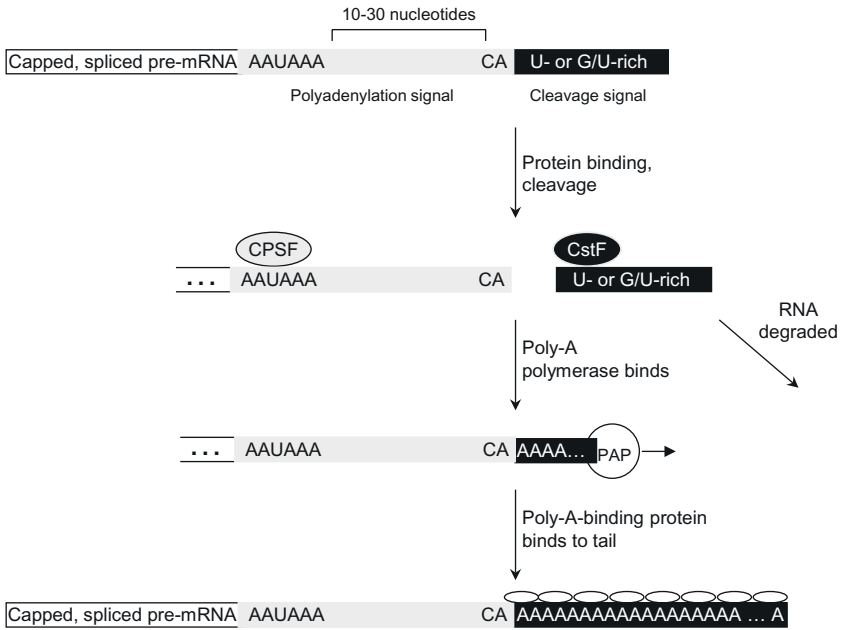 10-30 nucleotides
Capped, spliced pre-mRNA AAUAAA CA U- or G/U-rich
Polyadenylation signal Cleavage signal
Protein binding,
cleavage
CPSF CstF
... AAUAAA CA U- or G/U-rich
RNA
degraded
Poly-A
polymerase binds
... AAUAAA CA AAAA... PAP
Poly-A-binding protein
binds to tail
Capped, spliced pre-mRNA AAUAAA CA AAAAAAAAAAAAAAAAAA ... A